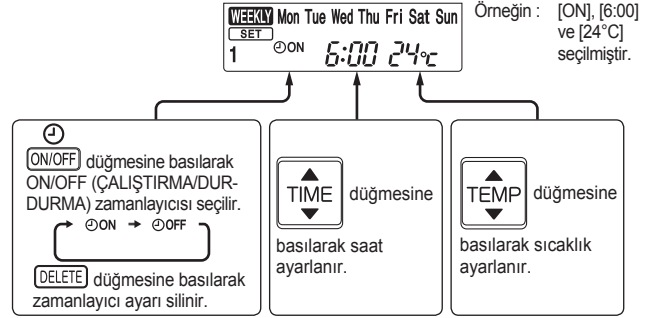 WEEKLY Mon Tue Wed Thu Fri Sat Sun
SET
1 ON 6:00 24°C
Örneğin : [ON], [6:00]
ve [24°C]
seçilmiştir.
ON/OFF düğmesine basılarak
ON/OFF (ÇALIŞTIRMA/DUR-
DURMA) zamanlayıcısı seçilir.
ON → OFF
DELETE düğmesine basılarak
zamanlayıcı ayarı silinir.
TIME düğmesine
basılarak saat
ayarlanır.
TEMP düğmesine
basılarak sıcaklık
ayarlanır.